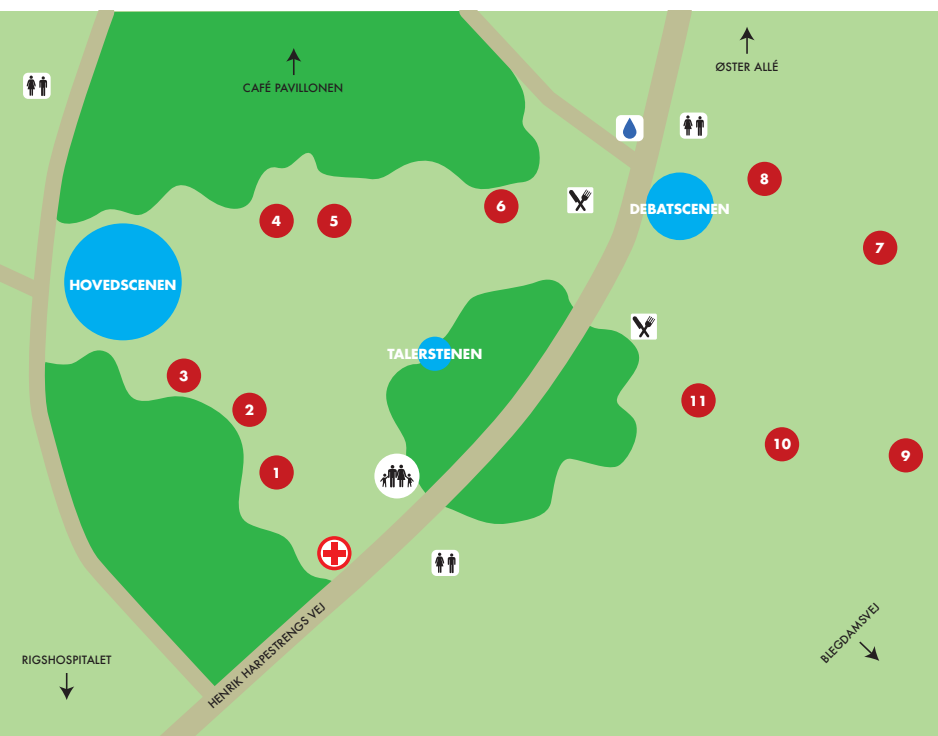 ØSTER ALLÉ
CAFÉ PAVILLONEN
8
DEBATSCENEN
6
4
5
7
HOVEDSCENEN
TALERSTENEN
3
2
11
10
9
1
HENRIK HARPESTRENGS VEJ
BLEGDAMSVEJ
RIGSHOSPITALET